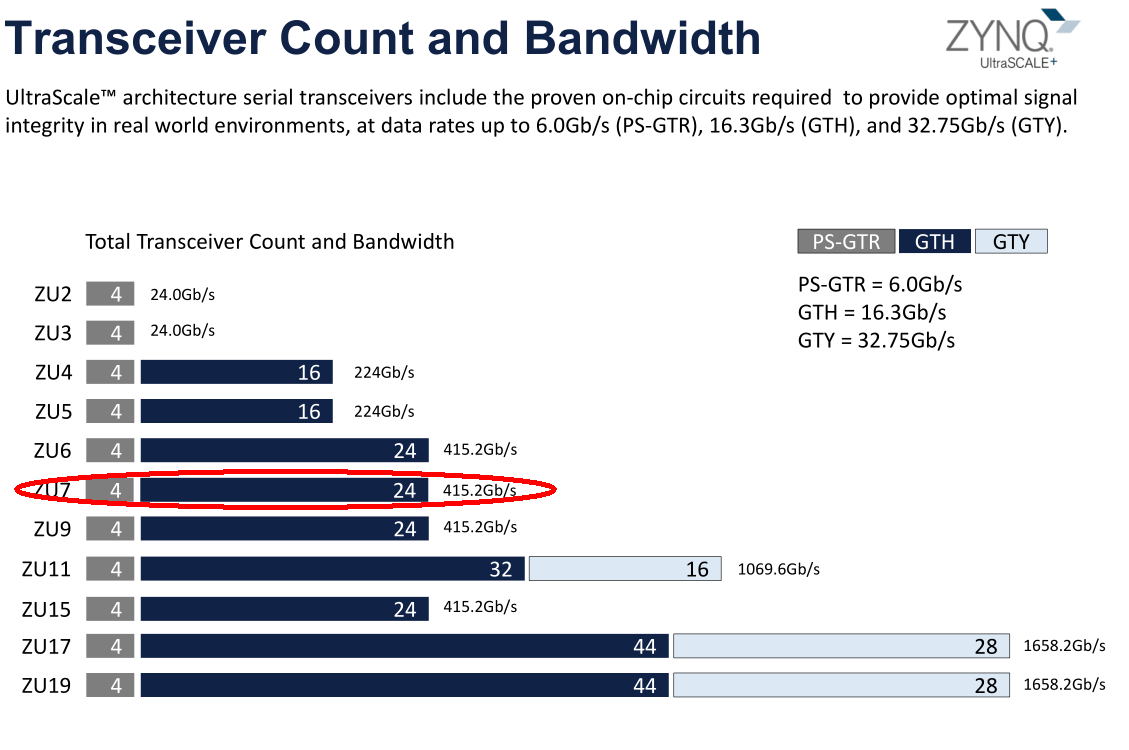 Transceiver Count and Bandwidth
ZYNQ.
UltraSCALE+
UltraScale™ architecture serial transceivers include the proven on-chip circuits required to provide optimal signal
integrity in real world environments, at data rates up to 6.0Gb/s (PS-GTR), 16.3Gb/s (GTH), and 32.75Gb/s (GTY).
Total Transceiver Count and Bandwidth
PS-GTR GTH GTY
PS-GTR = 6.0Gb/s
GTH = 16.3Gb/s
GTY = 32.75Gb/s
ZU2 4 24.0Gb/s
ZU3 4 24.0Gb/s
ZU4 4 16 224Gb/s
ZU5 4 16 224Gb/s
ZU6 4 24 415.2Gb/s
ZU7 4 24 415.2Gb/s
ZU9 4 24 415.2Gb/s
ZU11 4 32 16 1069.6Gb/s
ZU15 4 24 415.2Gb/s
ZU17 4 44 28 1658.2Gb/s
ZU19 4 44 28 1658.2Gb/s